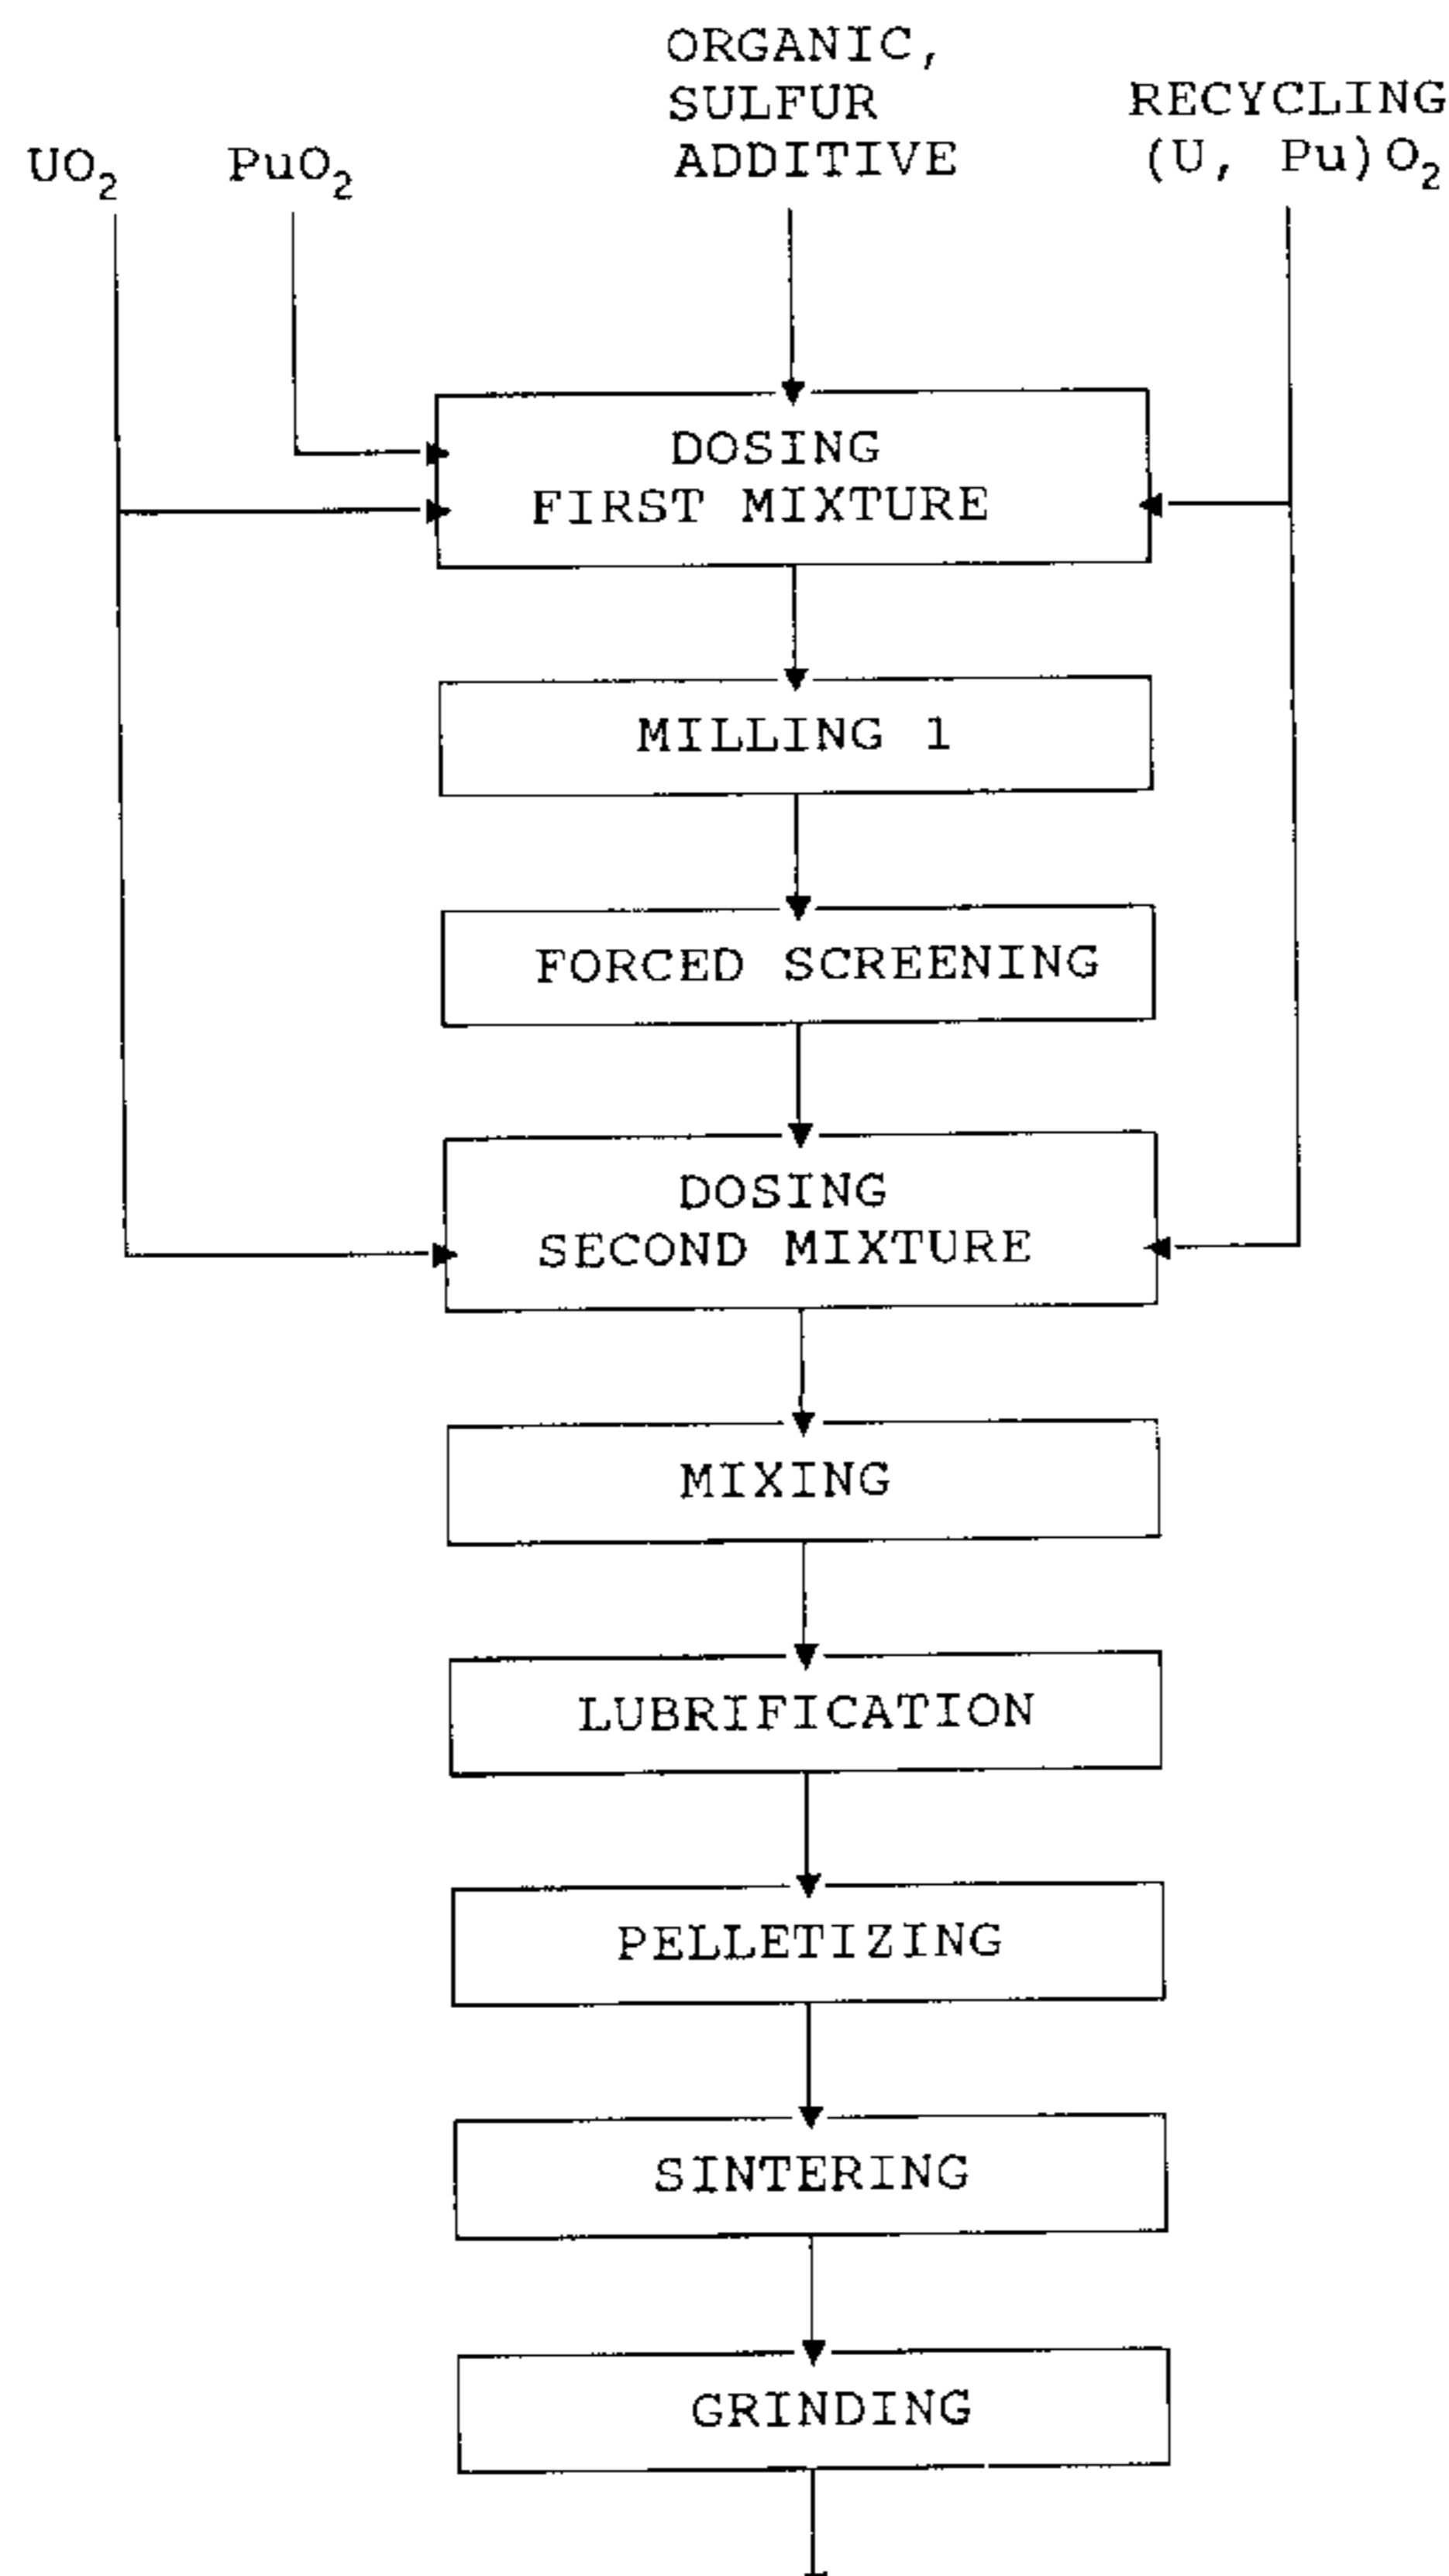 ORGANIC,
SULFUR
ADDITIVE
RECYCLING
(U, Pu)O₂
UO₂
PuO₂
DOSING
FIRST MIXTURE
MILLING 1
FORCED SCREENING
DOSING
SECOND MIXTURE
MIXING
LUBRIFICATION
PELLETIZING
SINTERING
GRINDING